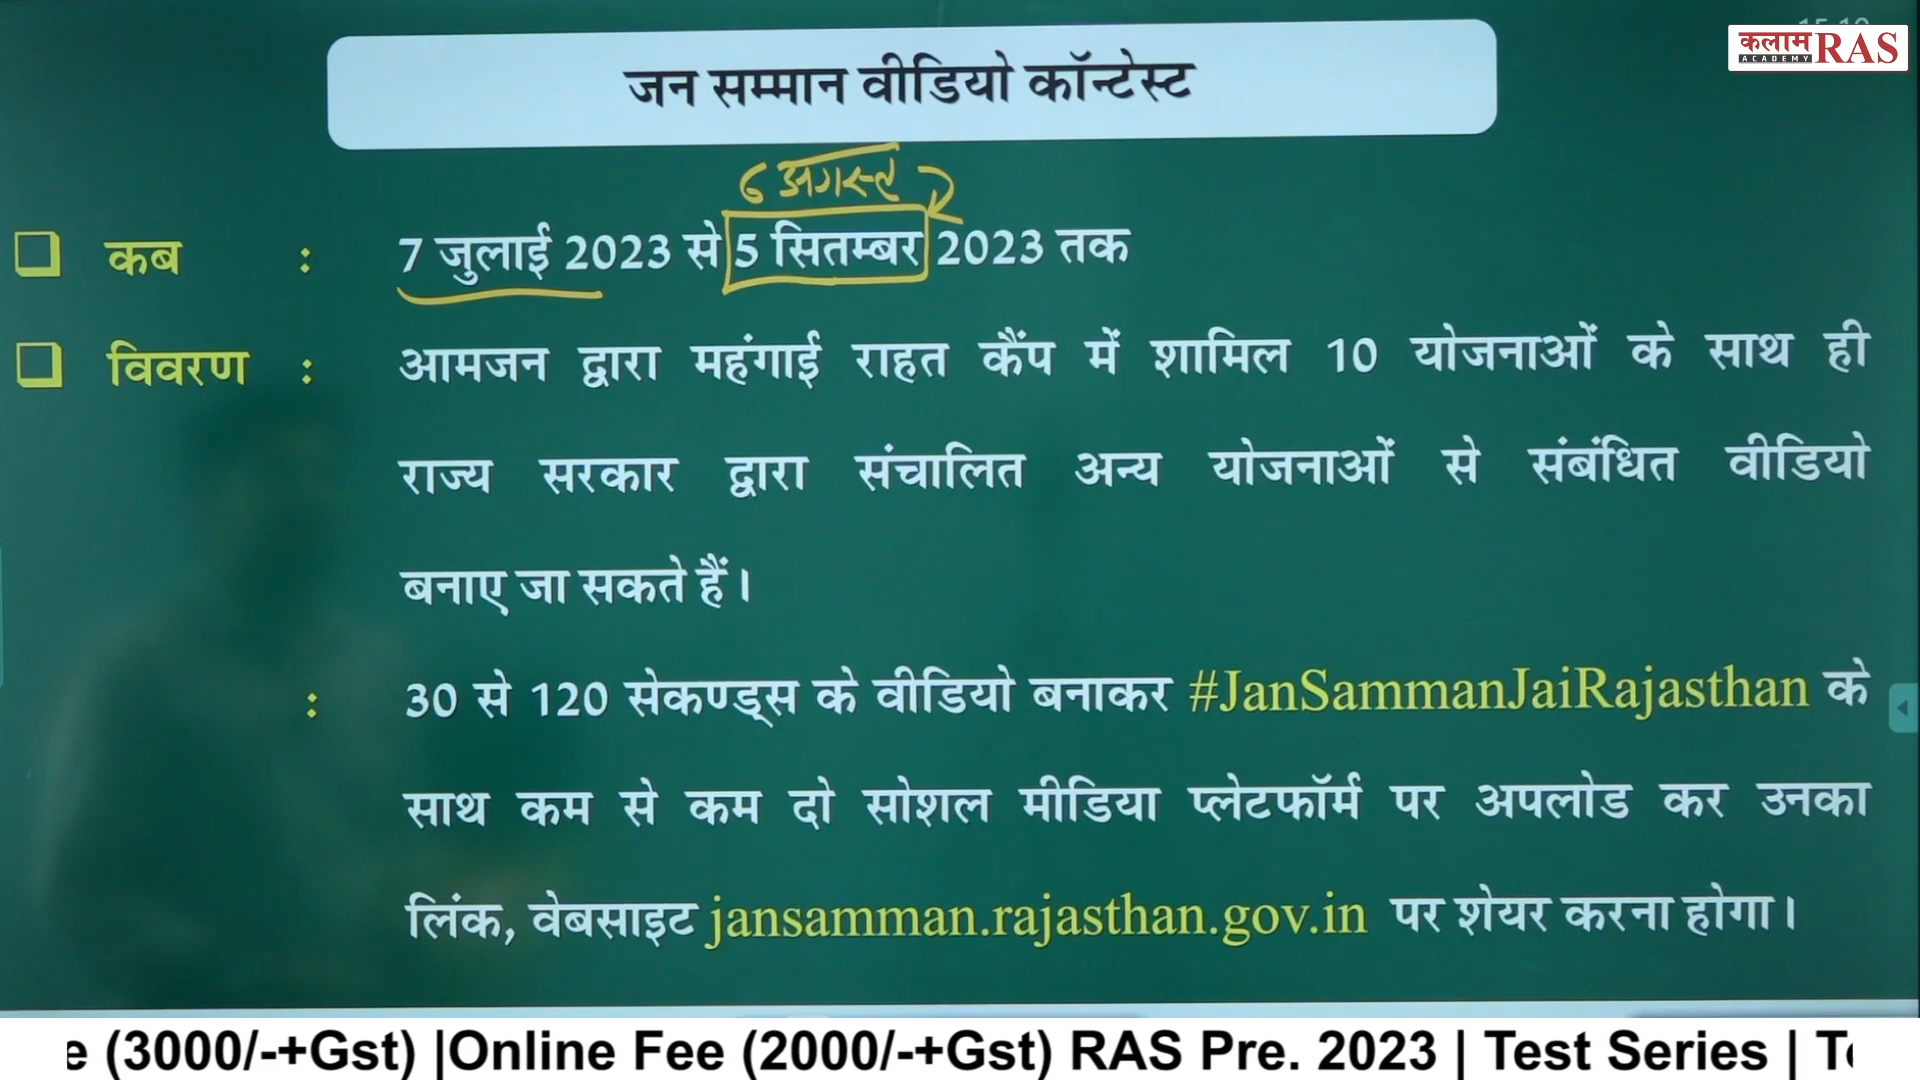 कलाम RAS
ACADEMY
जन सम्मान वीडियो कॉन्टेस्ट
6 अगस्त
कब : 7 जुलाई 2023 से 5 सितम्बर 2023 तक
विवरण : आमजन द्वारा महंगाई राहत कैंप में शामिल 10 योजनाओं के साथ ही
राज्य सरकार द्वारा संचालित अन्य योजनाओं से संबंधित वीडियो
बनाए जा सकते हैं।
: 30 से 120 सेकण्ड्स के वीडियो बनाकर #JanSammanJaiRajasthan के
साथ कम से कम दो सोशल मीडिया प्लेटफॉर्म पर अपलोड कर उनका
लिंक, वेबसाइट jansamman.rajasthan.gov.in पर शेयर करना होगा।
e (3000/-+Gst) |Online Fee (2000/-+Gst) RAS Pre. 2023 | Test Series |